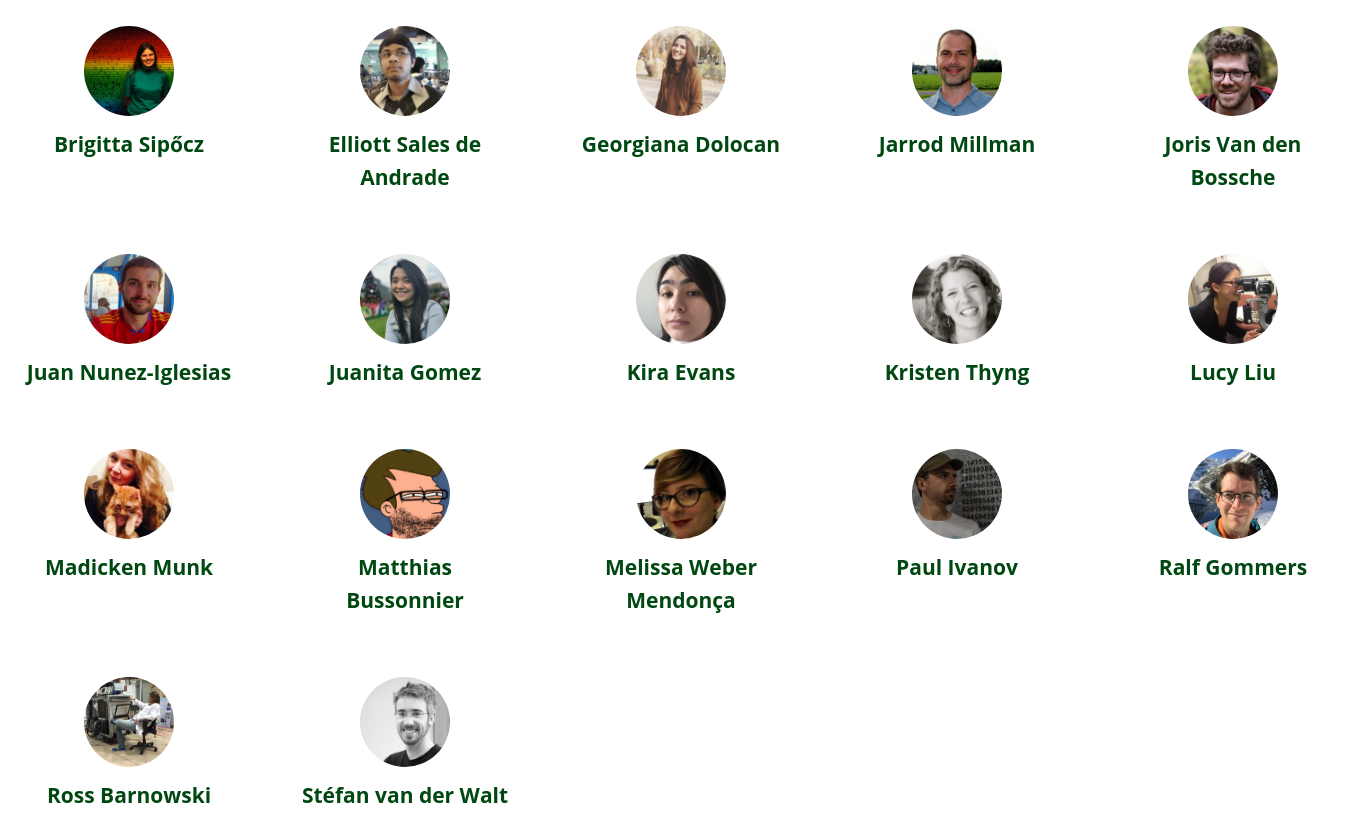 Brigitta Sipőcz
Elliott Sales de
Andrade
Georgiana Dolocan
Jarrod Millman
Joris Van den
Bossche
Juan Nunez-Iglesias
Juanita Gomez
Kira Evans
Kristen Thyng
Lucy Liu
Madicken Munk
Matthias
Bussonnier
Melissa Weber
Mendonça
Paul Ivanov
Ralf Gommers
Ross Barnowski
Stéfan van der Walt